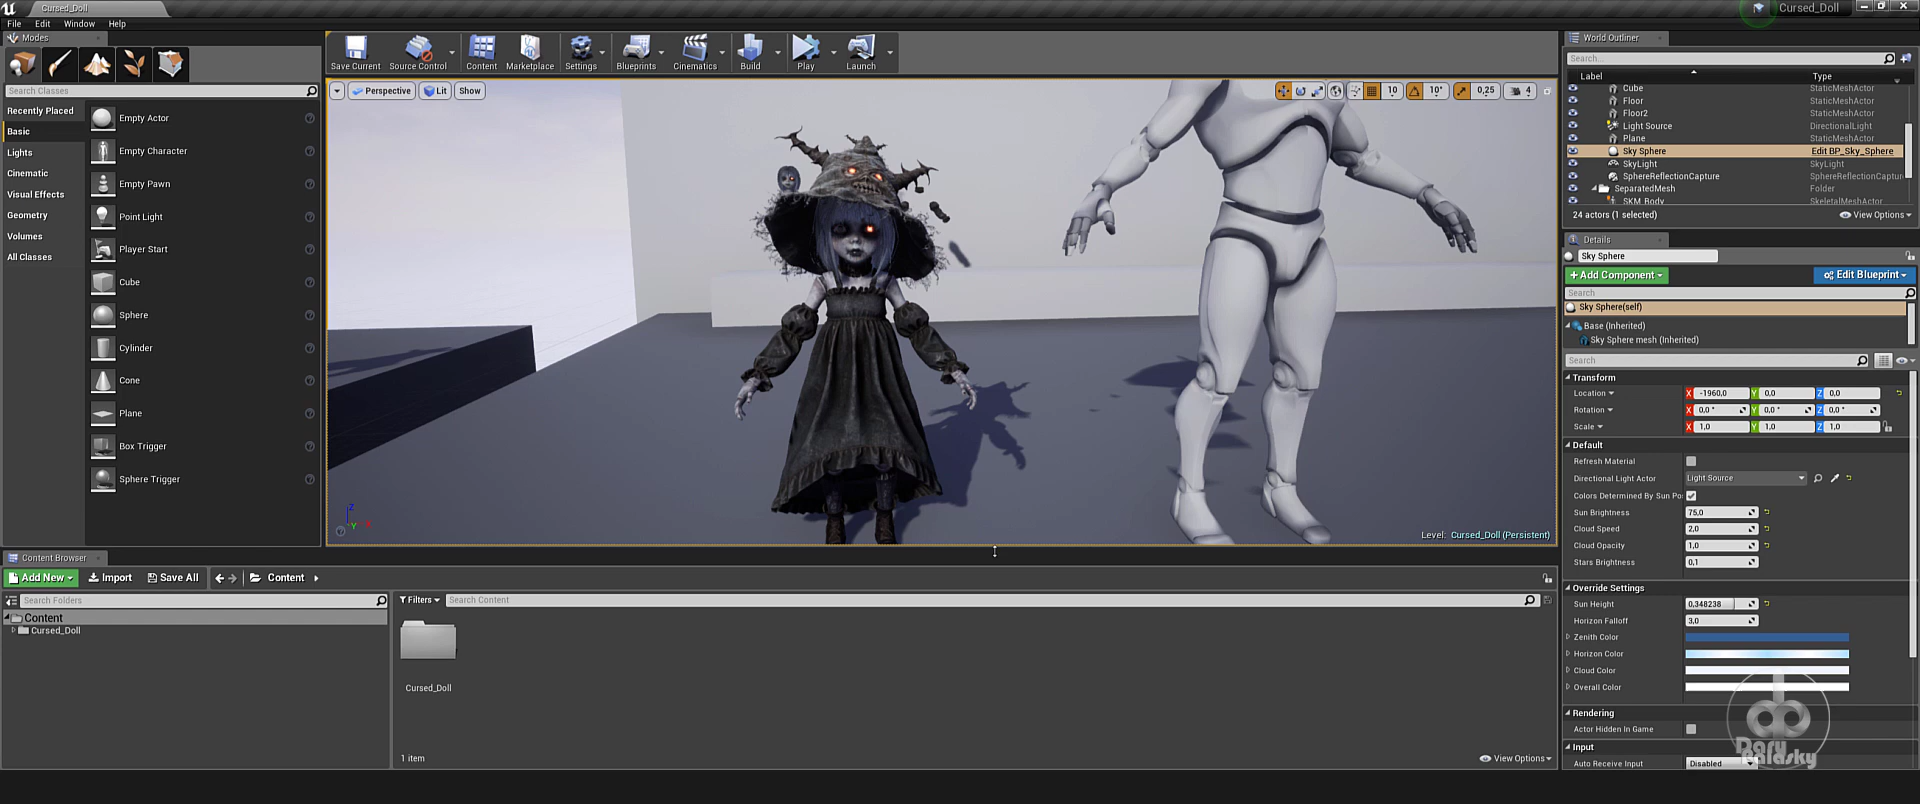 Cursed_Doll
Cursed_Doll
File Edit Window Help
Modes
Search Classes
Recently Placed
Basic
Lights
Cinematic
Visual Effects
Geometry
Volumes
All Classes
Empty Actor
Empty Character
Empty Pawn
Point Light
Player Start
Cube
Sphere
Cylinder
Cone
Plane
Box Trigger
Sphere Trigger
Save Current Source Control Content Marketplace Settings Blueprints Cinematics Build Play Launch
Perspective Lit Show
10 10° 0,25 4
Z
Y X
Level: Cursed_Doll (Persistent)
World Outliner
Search...
Label Type
Cube StaticMeshActor
Floor StaticMeshActor
Floor2 StaticMeshActor
Light Source DirectionalLight
Plane StaticMeshActor
Sky Sphere Edit BP_Sky_Sphere
SkyLight SkyLight
SphereReflectionCapture SphereReflectionCaptur
SeparatedMesh Folder
SKM_Body SkeletalMeshActor
24 actors (1 selected) View Options
Details
Sky Sphere
+Add Component Edit Blueprint
Search
Sky Sphere(self)
Base (Inherited)
Sky Sphere mesh (Inherited)
Search
Transform
Location X -1960,0 Y 0,0 Z 0,0
Rotation X 0,0 ° Y 0,0 ° Z 0,0 °
Scale X 1,0 Y 1,0 Z 1,0
Default
Refresh Material
Directional Light Actor Light Source
Colors Determined By Sun Po
Sun Brightness 75,0
Cloud Speed 2,0
Cloud Opacity 1,0
Stars Brightness 0,1
Override Settings
Sun Height 0,348238
Horizon Falloff 3,0
Zenith Color
Horizon Color
Cloud Color
Overall Color
Rendering
Actor Hidden In Game
Input
Auto Receive Input Disabled
Dary
Palasky
Content Browser
Add New Import Save All Content
Search Folders
Content
Cursed_Doll
Filters Search Content
Cursed_Doll
1 item View Options